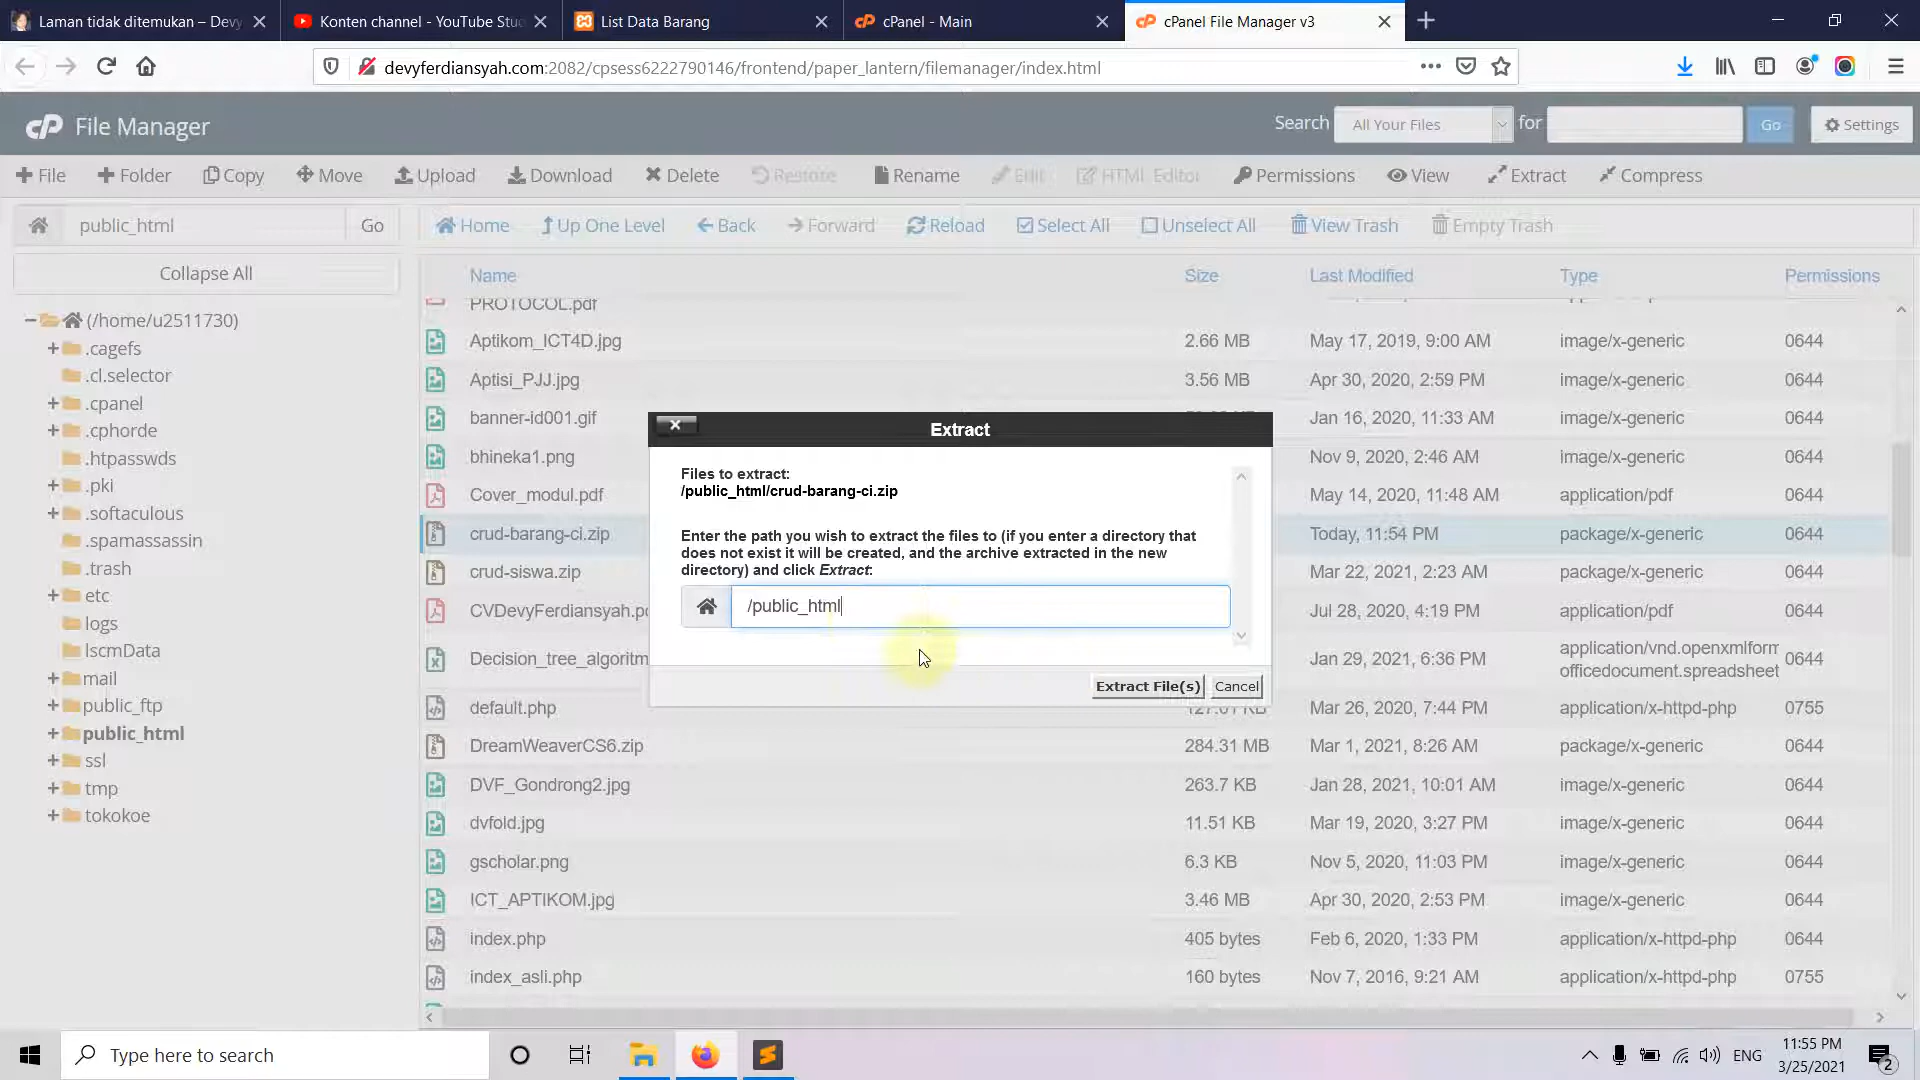 Laman tidak ditemukan – Devy
Konten channel - YouTube Stu
List Data Barang
cPanel - Main
cPanel File Manager v3
devyferdiansyah.com:2082/cpsess6222790146/frontend/paper_lantern/filemanager/index.html
cP File Manager
Search All Your Files for Go Settings
File Folder Copy Move Upload Download Delete Restore Rename Edit HTML Editor Permissions View Extract Compress
public_html Go
Home Up One Level Back Forward Reload Select All Unselect All View Trash Empty Trash
Collapse All
(/home/u2511730)
.cagefs
.cl.selector
.cpanel
.cphorde
.htpasswds
.pki
.softaculous
.spamassassin
.trash
etc
logs
lscmData
mail
public_ftp
public_html
ssl
tmp
tokokoe
Name Size Last Modified Type Permissions
PROTOCOL.pdf
Aptikom_ICT4D.jpg 2.66 MB May 17, 2019, 9:00 AM image/x-generic 0644
Aptisi_PJJ.jpg 3.56 MB Apr 30, 2020, 2:59 PM image/x-generic 0644
banner-id001.gif Jan 16, 2020, 11:33 AM image/x-generic 0644
bhineka1.png Nov 9, 2020, 2:46 AM image/x-generic 0644
Cover_modul.pdf May 14, 2020, 11:48 AM application/pdf 0644
crud-barang-ci.zip Today, 11:54 PM package/x-generic 0644
crud-siswa.zip Mar 22, 2021, 2:23 AM package/x-generic 0644
CVDevyFerdiansyah.pd Jul 28, 2020, 4:19 PM application/pdf 0644
Decision_tree_algoritm Jan 29, 2021, 6:36 PM application/vnd.openxmlform 0644
officedocument.spreadsheet
default.php 127.01 KB Mar 26, 2020, 7:44 PM application/x-httpd-php 0755
DreamWeaverCS6.zip 284.31 MB Mar 1, 2021, 8:26 AM package/x-generic 0644
DVF_Gondrong2.jpg 263.7 KB Jan 28, 2021, 10:01 AM image/x-generic 0644
dvfold.jpg 11.51 KB Mar 19, 2020, 3:27 PM image/x-generic 0644
gscholar.png 6.3 KB Nov 5, 2020, 11:03 PM image/x-generic 0644
ICT_APTIKOM.jpg 3.46 MB Apr 30, 2020, 2:53 PM image/x-generic 0644
index.php 405 bytes Feb 6, 2020, 1:33 PM application/x-httpd-php 0644
index_asli.php 160 bytes Nov 7, 2016, 9:21 AM application/x-httpd-php 0755
Extract
Files to extract:
/public_html/crud-barang-ci.zip
Enter the path you wish to extract the files to (if you enter a directory that
does not exist it will be created, and the archive extracted in the new
directory) and click Extract:
/public_html
Extract File(s) Cancel
Type here to search
ENG
11:55 PM
3/25/2021
2